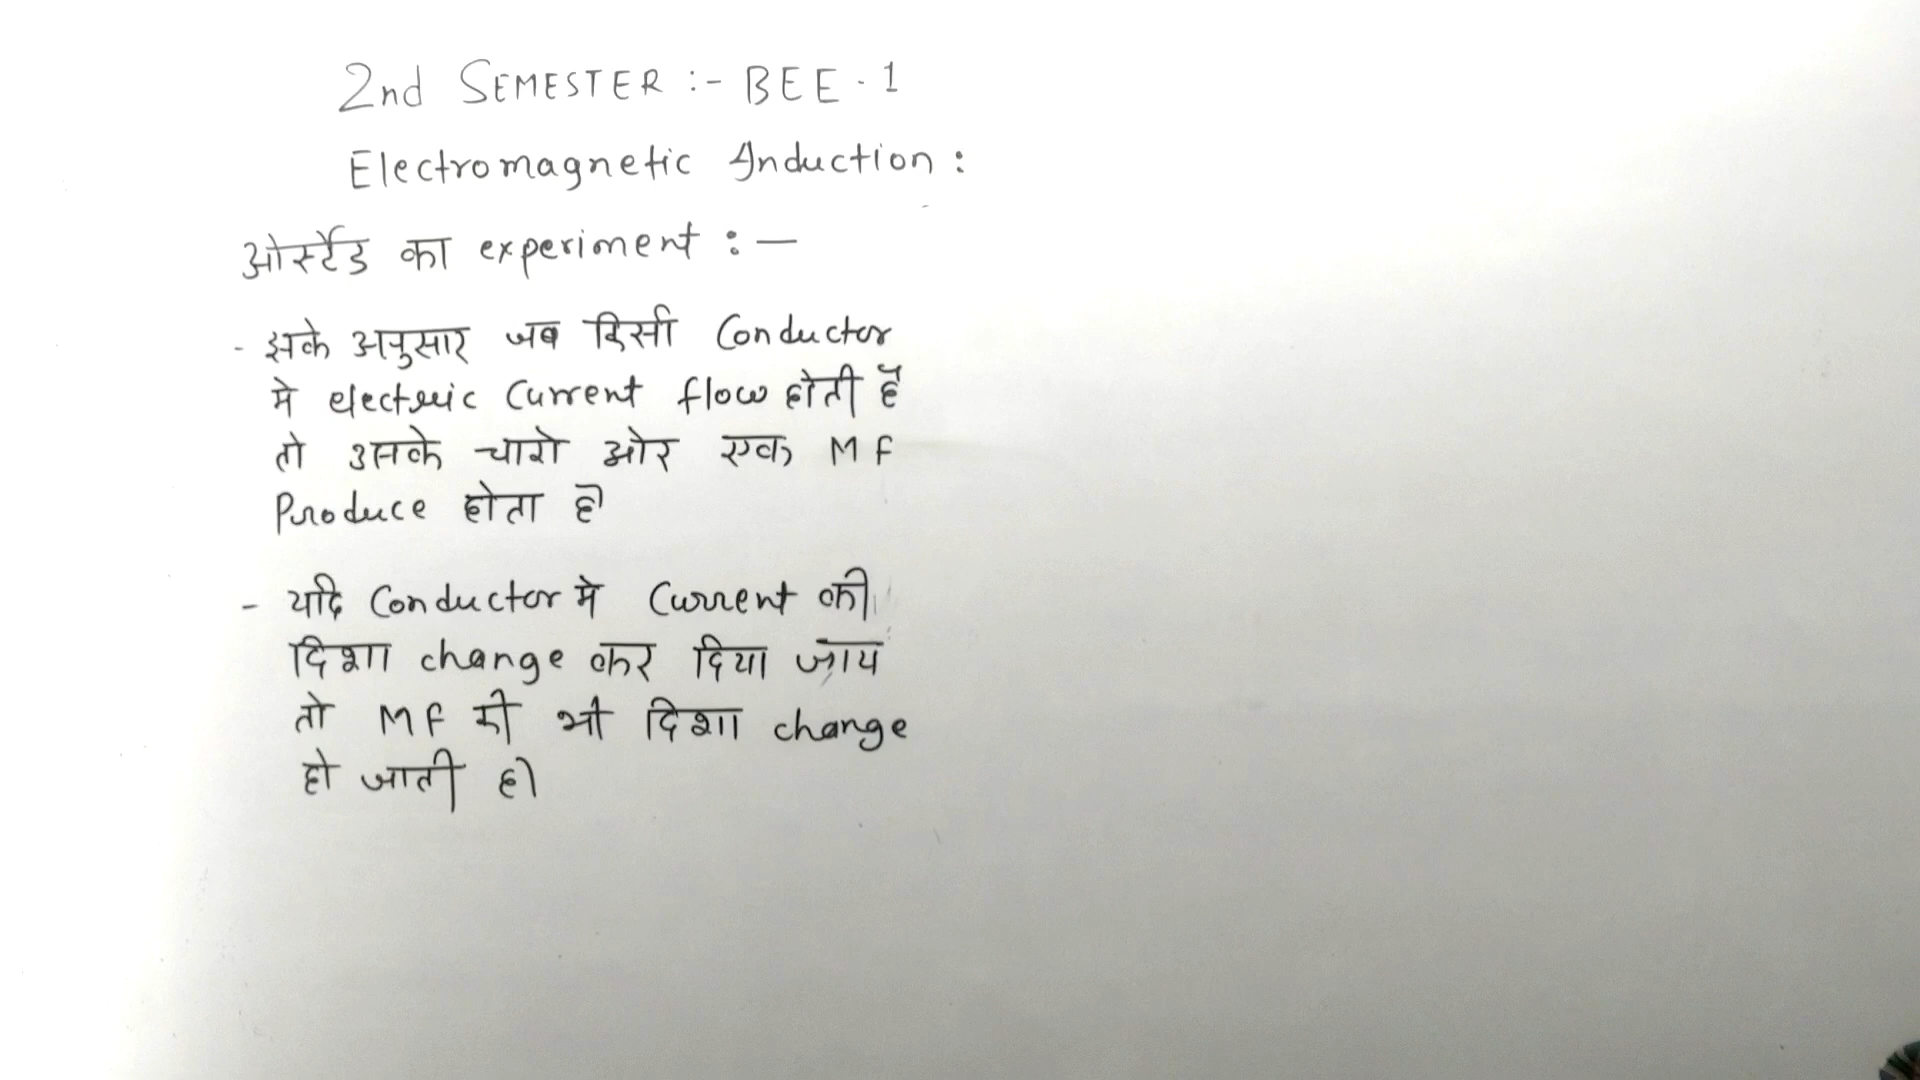 2nd SEMESTER :- BEE-1
Electromagnetic Induction :
ओर्स्टेड का experiment : —
- इसके अनुसार जब किसी Conductor
मे electric Current flow होती है
तो उसके चारो ओर एक MF
Produce होता है
- यदि Conductor मे Current की
दिशा change कर दिया जाय
तो MF की भी दिशा change
हो जाती है